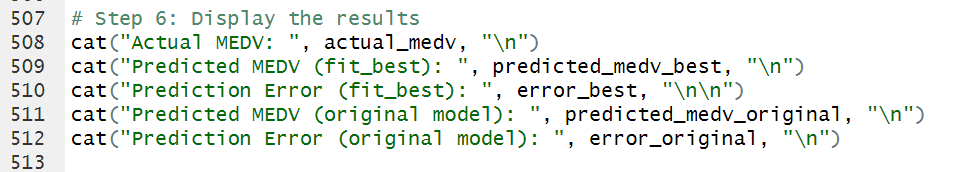 507 # Step 6: Display the results
508 cat("Actual MEDV: ", actual_medv, "\n")
509 cat("Predicted MEDV (fit_best): ", predicted_medv_best, "\n")
510 cat("Prediction Error (fit_best): ", error_best, "\n\n")
511 cat("Predicted MEDV (original model): ", predicted_medv_original, "\n")
512 cat("Prediction Error (original model): ", error_original, "\n")
513